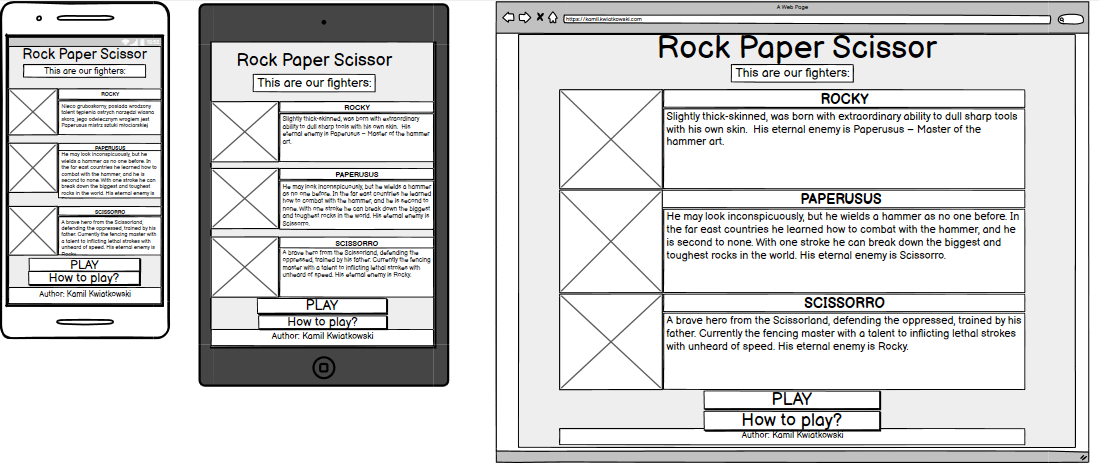 Rock Paper Scissor
This are our fighters:
ROCKY
Nieco gruboskórny, posiada wrodzony
talent tępienia ostrych narzędzi własna
skórą, jego odwiecznym wrogiem jest
Paperusus mistrz sztuki młociarskiej
PAPERUSUS
He may look inconspicuously, but he
wields a hammer as no one before. In
the far east countries he learned how to
combat with the hammer, and he is
second to none. With one stroke he can
break down the biggest and toughest
rocks in the world. His eternal enemy is
SCISSORRO
A brave hero from the Scissorland,
defending the oppressed, trained by his
father. Currently the fencing master with
a talent to inflicting lethal strokes with
unheard of speed. His eternal enemy is
Rocky.
PLAY
How to play?
Author: Kamil Kwiatkowski
Rock Paper Scissor
This are our fighters:
ROCKY
Slightly thick-skinned, was born with extraordinary
ability to dull sharp tools with his own skin. His
eternal enemy is Paperusus – Master of the hammer
art.
PAPERUSUS
He may look inconspicuously, but he wields a hammer
as no one before. In the far east countries he learned
how to combat with the hammer, and he is second to
none. With one stroke he can break down the biggest
and toughest rocks in the world. His eternal enemy is
Scissorro.
SCISSORRO
A brave hero from the Scissorland, defending the
oppressed, trained by his father. Currently the fencing
master with a talent to inflicting lethal strokes with
unheard of speed. His eternal enemy is Rocky.
PLAY
How to play?
Author: Kamil Kwiatkowski
A Web Page
https://kamil.kwiatkowski.com
Rock Paper Scissor
This are our fighters:
ROCKY
Slightly thick-skinned, was born with extraordinary ability to dull sharp tools
with his own skin. His eternal enemy is Paperusus – Master of the
hammer art.
PAPERUSUS
He may look inconspicuously, but he wields a hammer as no one before. In
the far east countries he learned how to combat with the hammer, and he
is second to none. With one stroke he can break down the biggest and
toughest rocks in the world. His eternal enemy is Scissorro.
SCISSORRO
A brave hero from the Scissorland, defending the oppressed, trained by his
father. Currently the fencing master with a talent to inflicting lethal strokes
with unheard of speed. His eternal enemy is Rocky.
PLAY
How to play?
Author: Kamil Kwiatkowski